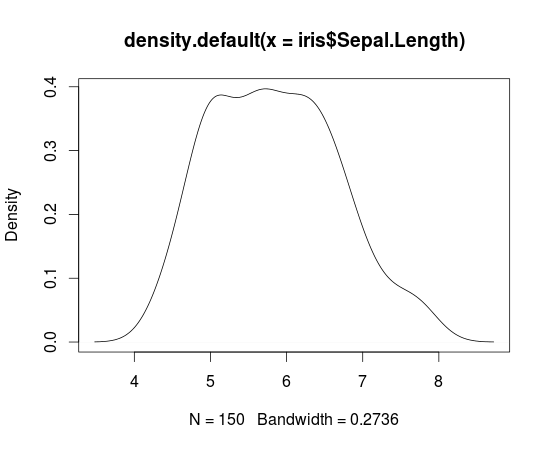 density.default(x = iris$Sepal.Length)
Density
0.4
0.3
0.2
0.1
0.0
4 5 6 7 8
N = 150 Bandwidth = 0.2736